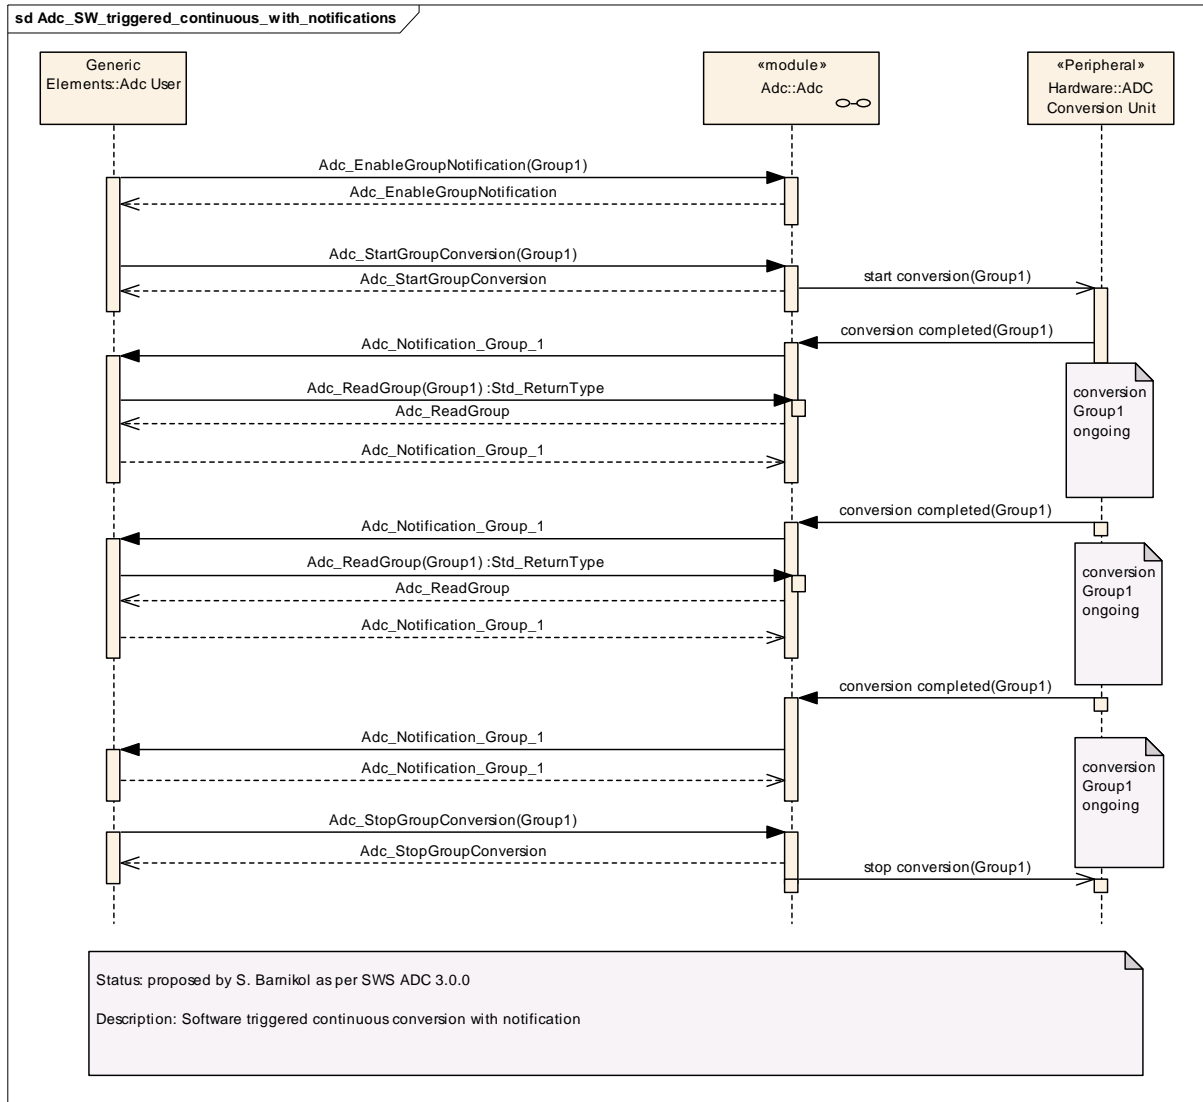 sd Adc_SW_triggered_continuous_with_notifications
Generic
Elements::Adc User
«module»
Adc::Adc
«Peripheral»
Hardware::ADC
Conversion Unit
Adc_EnableGroupNotification(Group1)
Adc_EnableGroupNotification
Adc_StartGroupConversion(Group1)
Adc_StartGroupConversion
start conversion(Group1)
conversion completed(Group1)
Adc_Notification_Group_1
Adc_ReadGroup(Group1) :Std_ReturnType
Adc_ReadGroup
Adc_Notification_Group_1
conversion
Group1
ongoing
conversion completed(Group1)
Adc_Notification_Group_1
Adc_ReadGroup(Group1) :Std_ReturnType
Adc_ReadGroup
Adc_Notification_Group_1
conversion
Group1
ongoing
conversion completed(Group1)
Adc_Notification_Group_1
Adc_Notification_Group_1
conversion
Group1
ongoing
Adc_StopGroupConversion(Group1)
Adc_StopGroupConversion
stop conversion(Group1)
Status: proposed by S. Barnikol as per SWS ADC 3.0.0
Description: Software triggered continuous conversion with notification